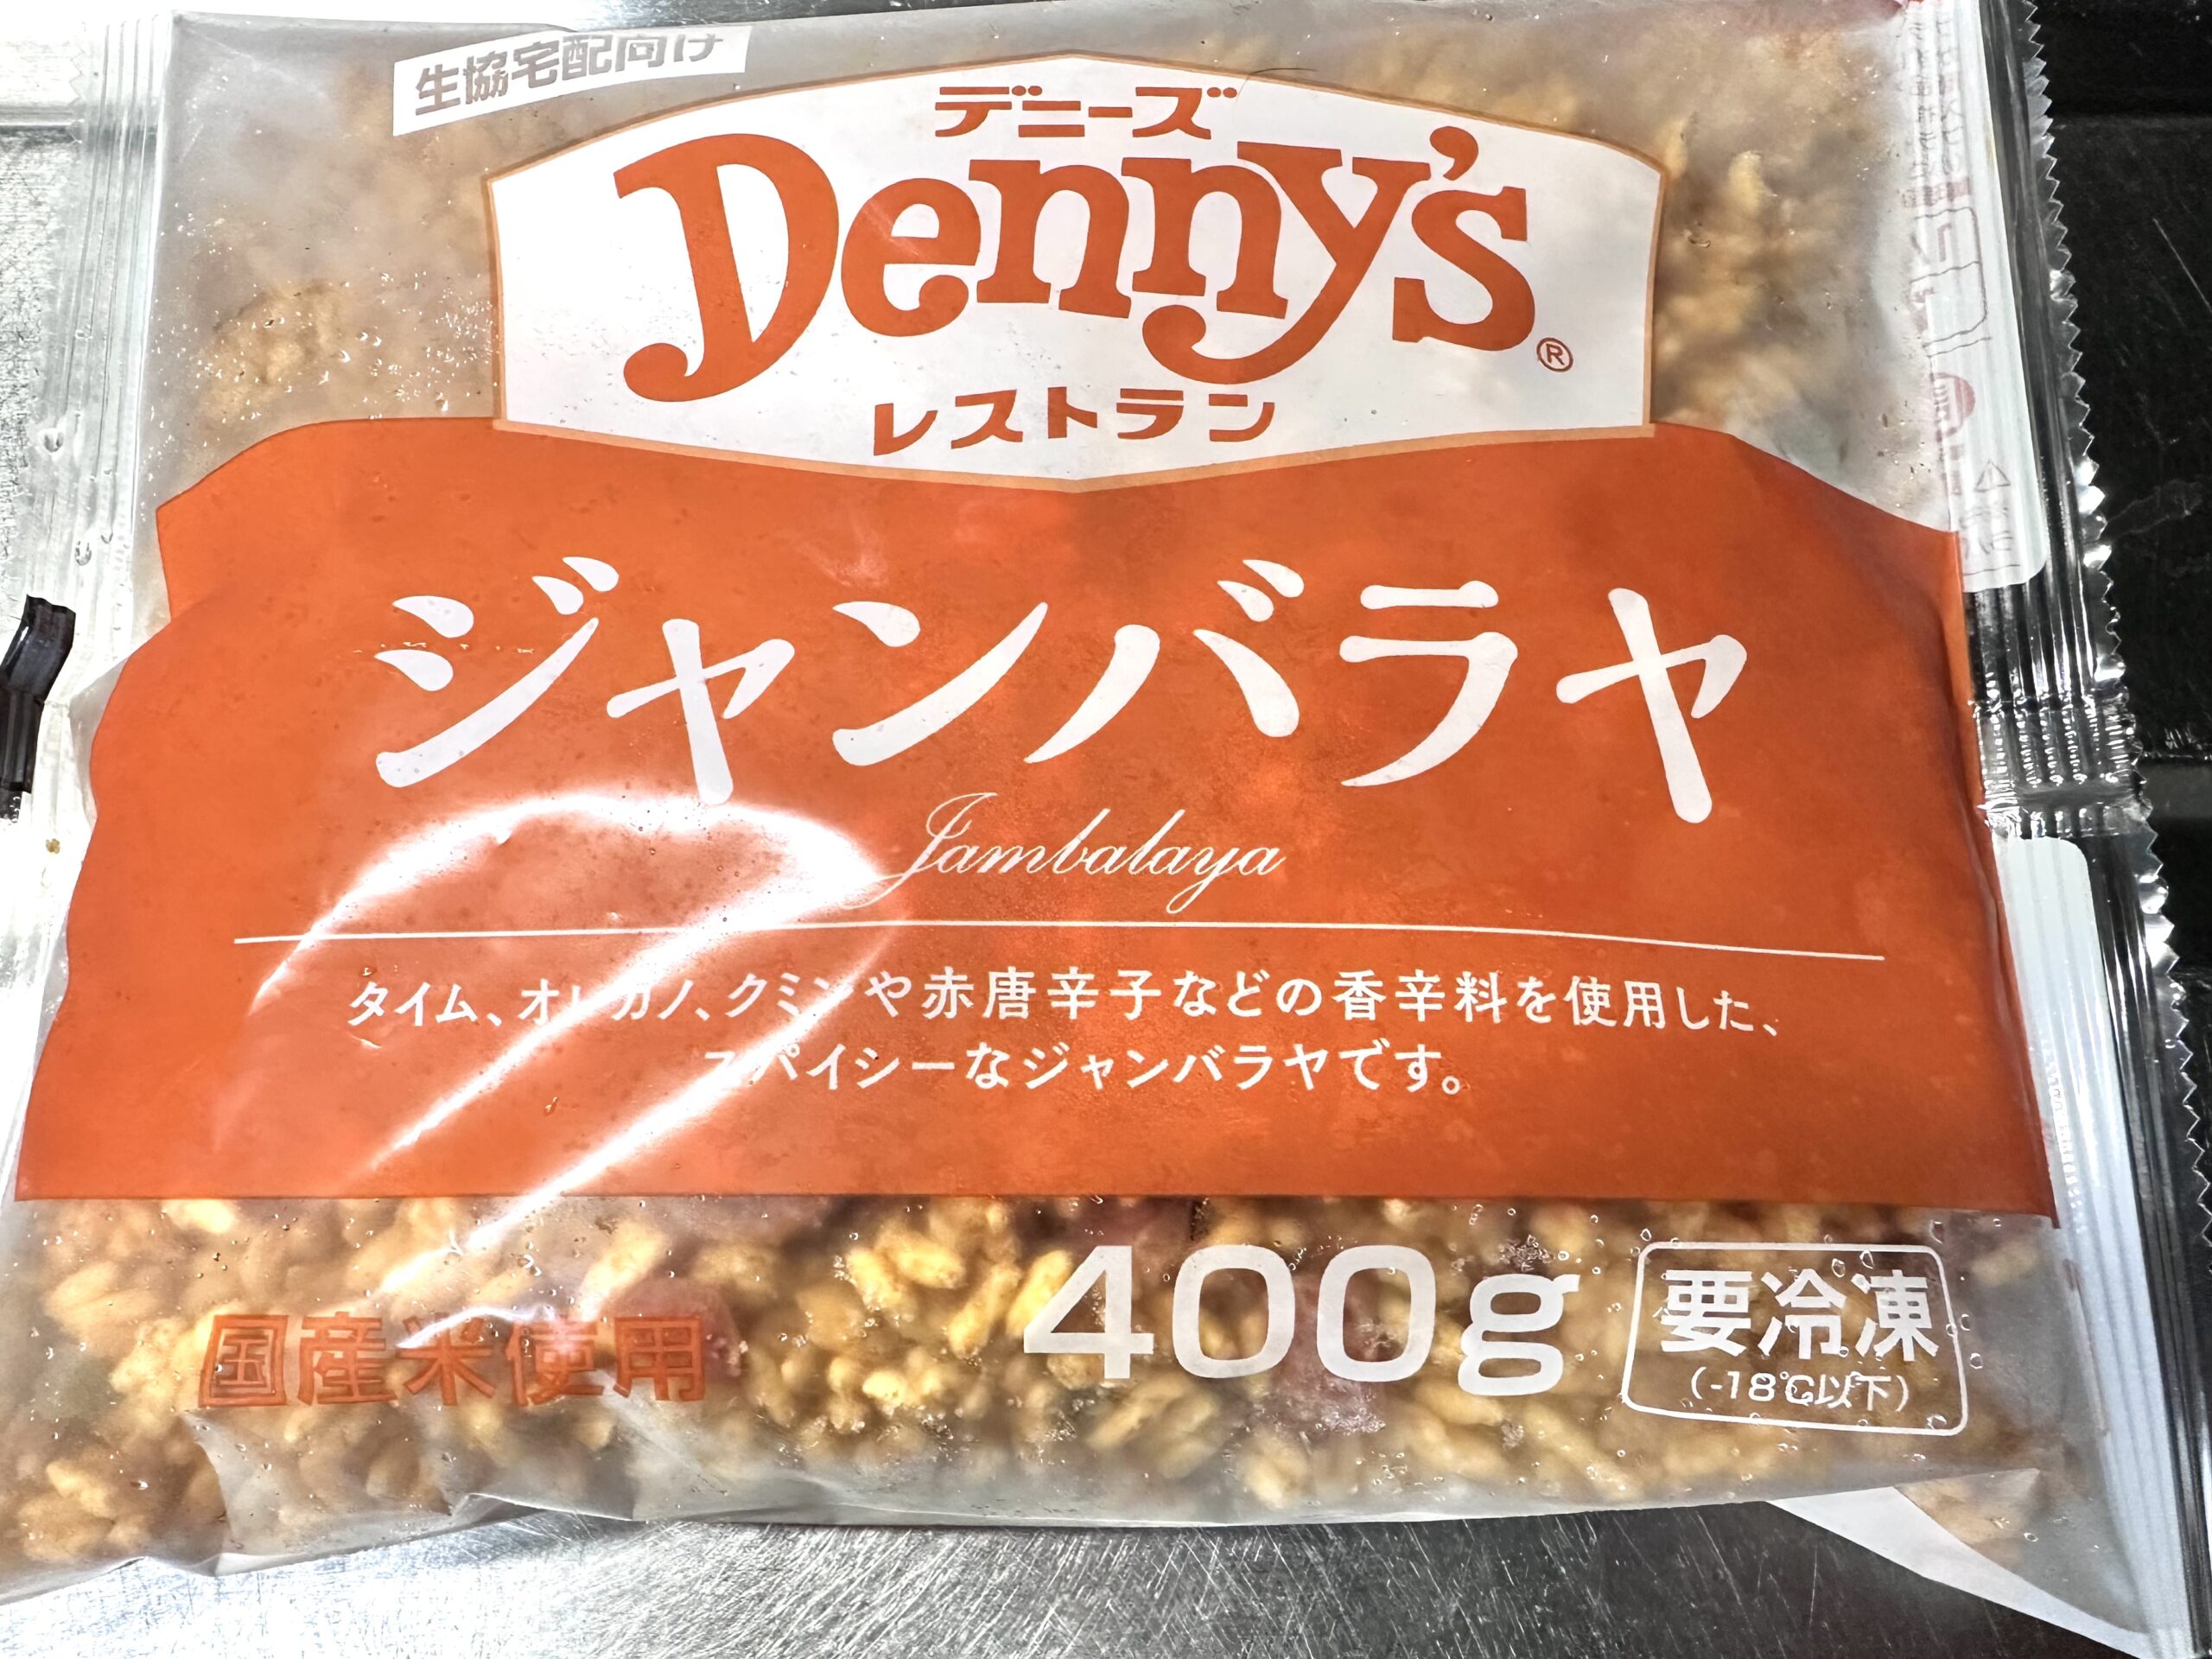 生協宅配向け
デニーズ
Denny's®
レストラン
ジャンバラヤ
Jambalaya
タイム、オレガノ、クミンや赤唐辛子などの香辛料を使用した、
スパイシーなジャンバラヤです。
国産米使用
400g
要冷凍
(-18℃以下)